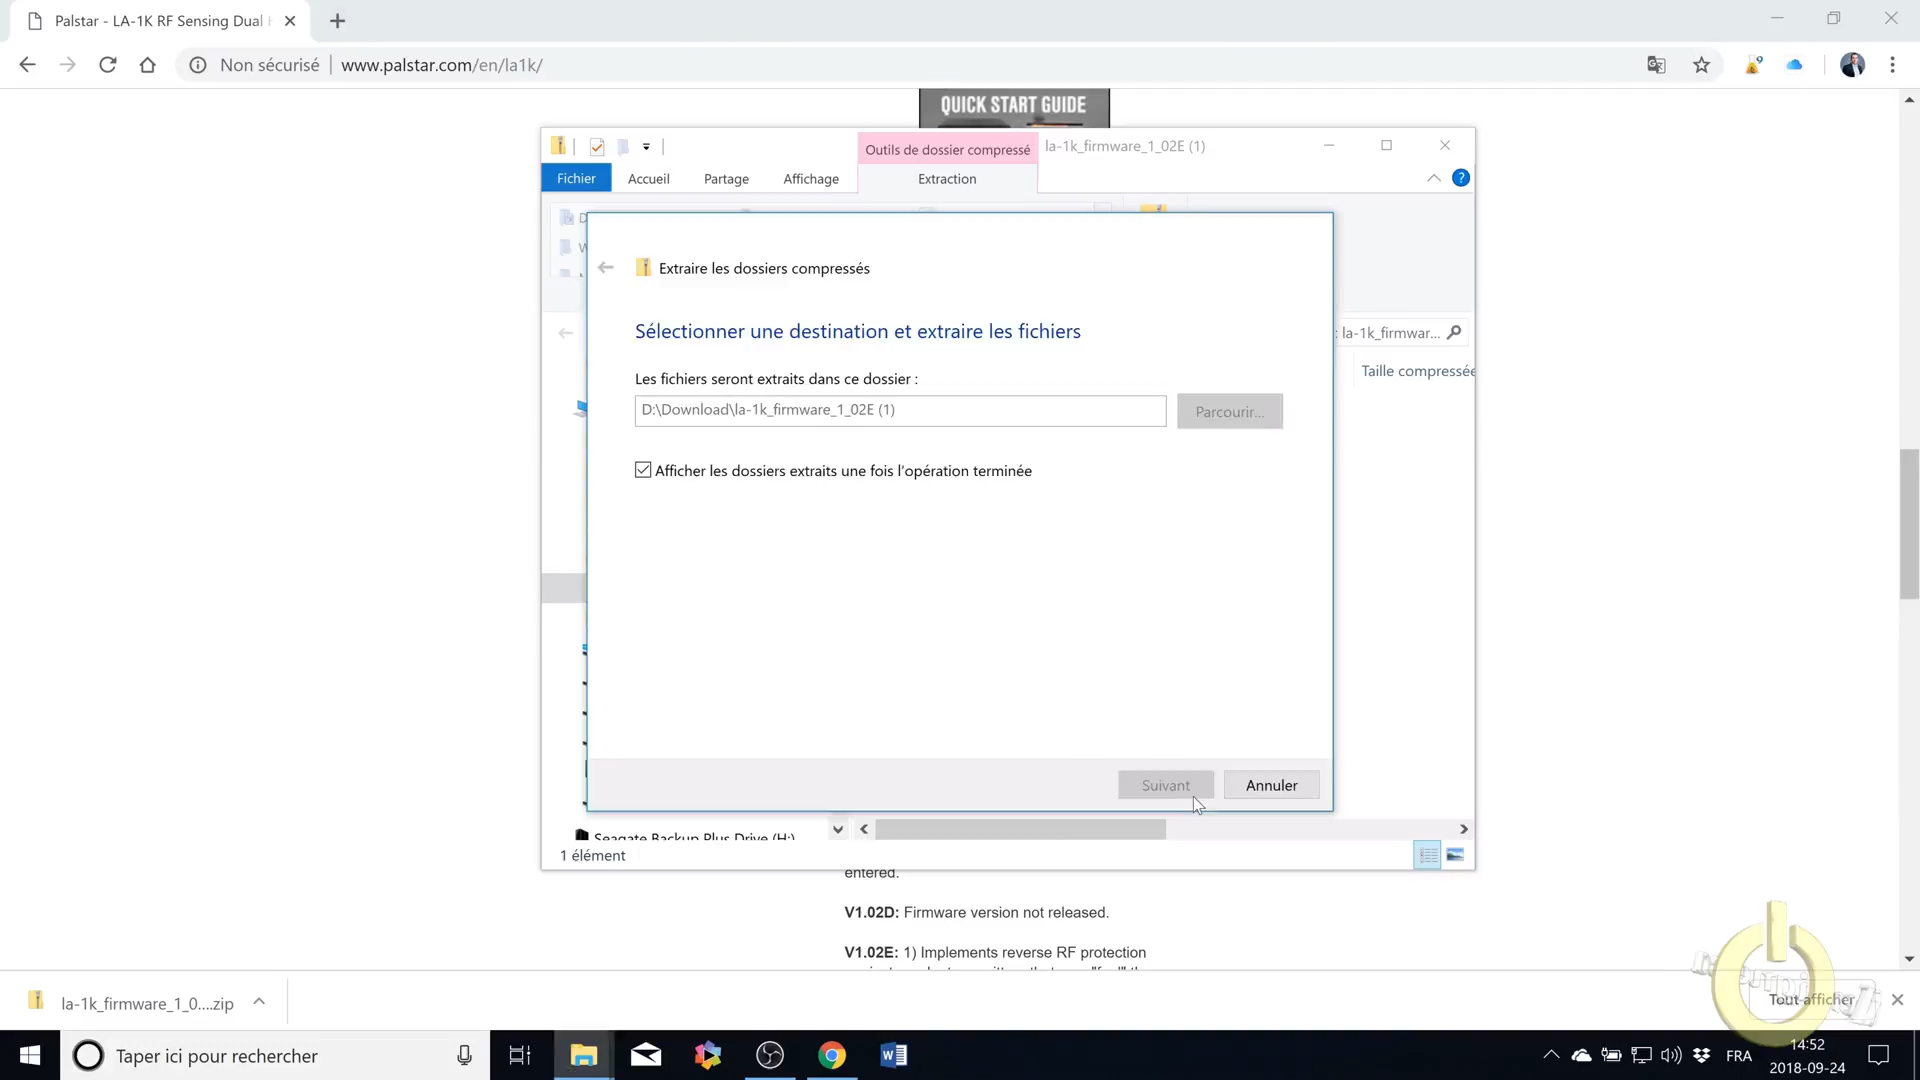 Palstar - LA-1K RF Sensing Dual
Non sécurisé
www.palstar.com/en/la1k/
9
QUICK START GUIDE
Outils de dossier compressé
la-1k_firmware_1_02E (1)
Fichier
Accueil
Partage
Affichage
Extraction
?
Extraire les dossiers compressés
Sélectionner une destination et extraire les fichiers
la-1k_firmwar...
Taille compressée
Les fichiers seront extraits dans ce dossier :
D:\Download\la-1k_firmware_1_02E (1)
Parcourir...
Afficher les dossiers extraits une fois l'opération terminée
Suivant
Annuler
Seagate Backup Plus Drive (H:)
1 élément
entered.
V1.02D: Firmware version not released.
V1.02E: 1) Implements reverse RF protection
la-1k_firmware_1_0....zip
Tout afficher
Taper ici pour rechercher
FRA
14:52
2018-09-24